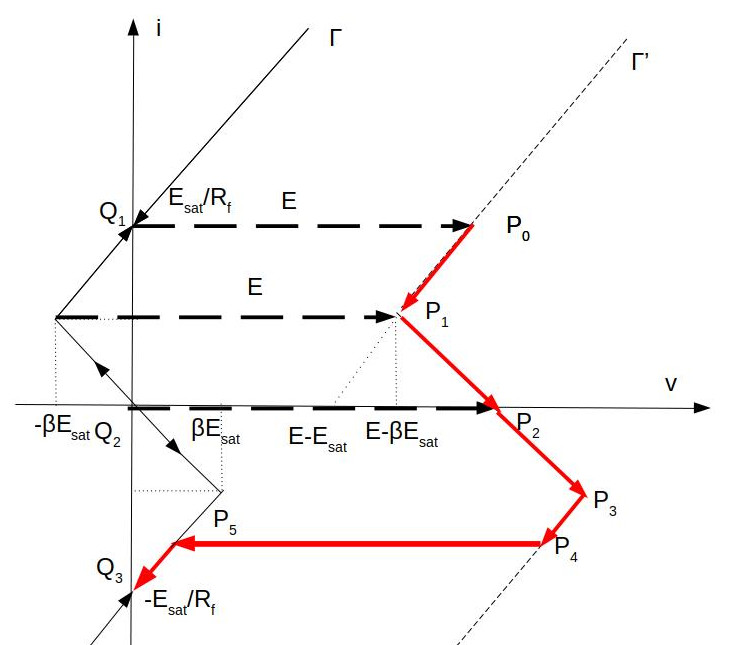 i
Γ
Γ’
Q1
Esat/Rf
E
P0
E
P1
v
-βEsat
Q2
βEsat
E-Esat
E-βEsat
P2
P3
P5
P4
Q3
-Esat/Rf